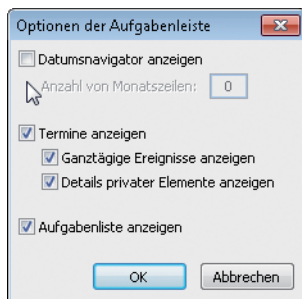 Optionen der Aufgabenleiste
Datumsnavigator anzeigen
Anzahl von Monatszeilen: 0
Termine anzeigen
Ganztägige Ereignisse anzeigen
Details privater Elemente anzeigen
Aufgabenliste anzeigen
OK Abbrechen